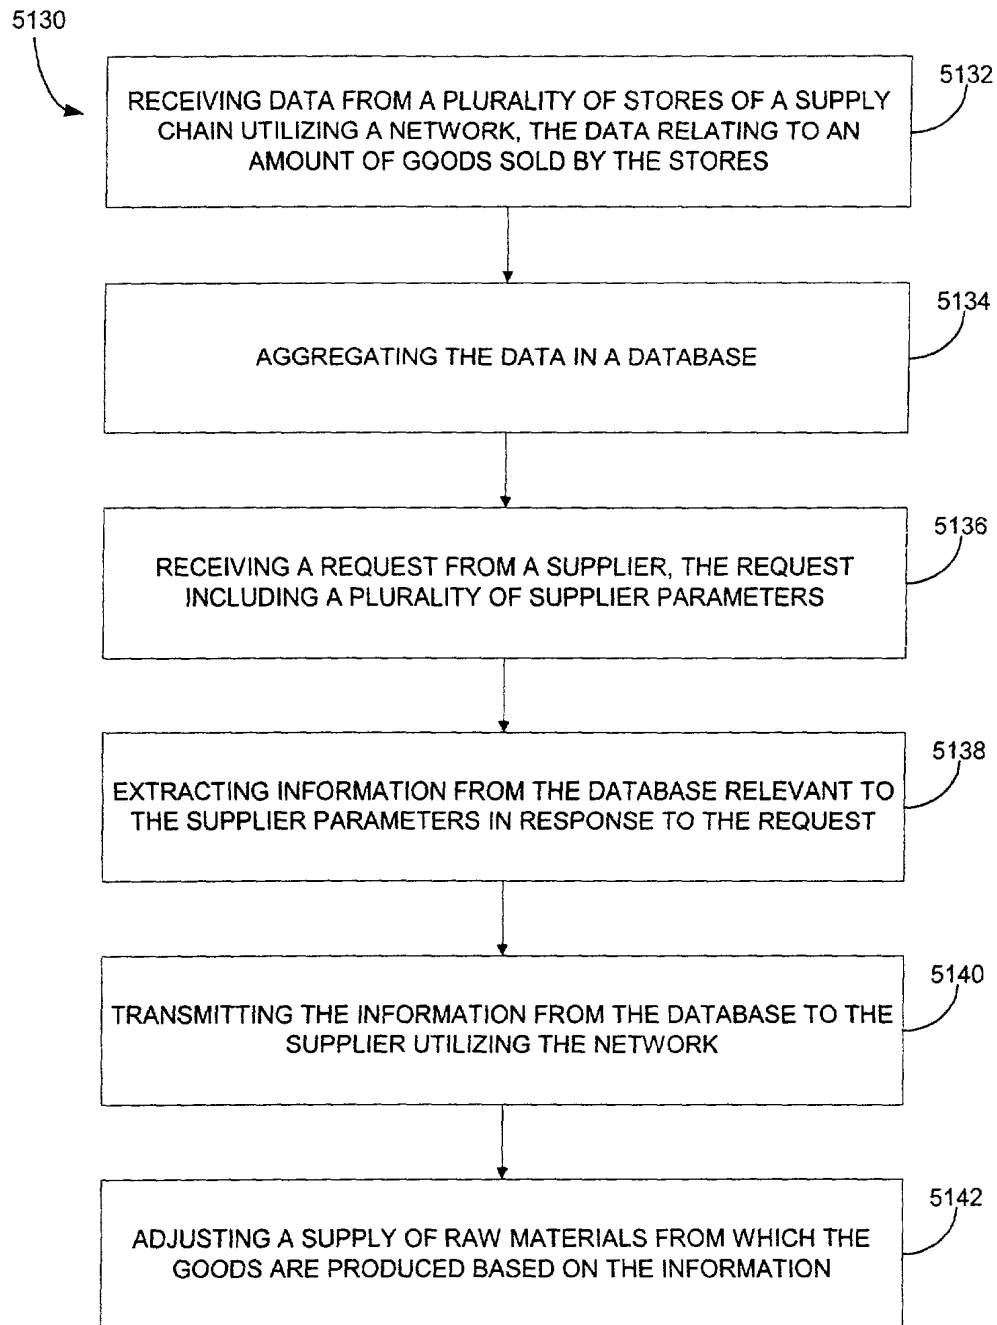 5130
5132
RECEIVING DATA FROM A PLURALITY OF STORES OF A SUPPLY
CHAIN UTILIZING A NETWORK, THE DATA RELATING TO AN
AMOUNT OF GOODS SOLD BY THE STORES
5134
AGGREGATING THE DATA IN A DATABASE
5136
RECEIVING A REQUEST FROM A SUPPLIER, THE REQUEST
INCLUDING A PLURALITY OF SUPPLIER PARAMETERS
5138
EXTRACTING INFORMATION FROM THE DATABASE RELEVANT TO
THE SUPPLIER PARAMETERS IN RESPONSE TO THE REQUEST
5140
TRANSMITTING THE INFORMATION FROM THE DATABASE TO THE
SUPPLIER UTILIZING THE NETWORK
5142
ADJUSTING A SUPPLY OF RAW MATERIALS FROM WHICH THE
GOODS ARE PRODUCED BASED ON THE INFORMATION